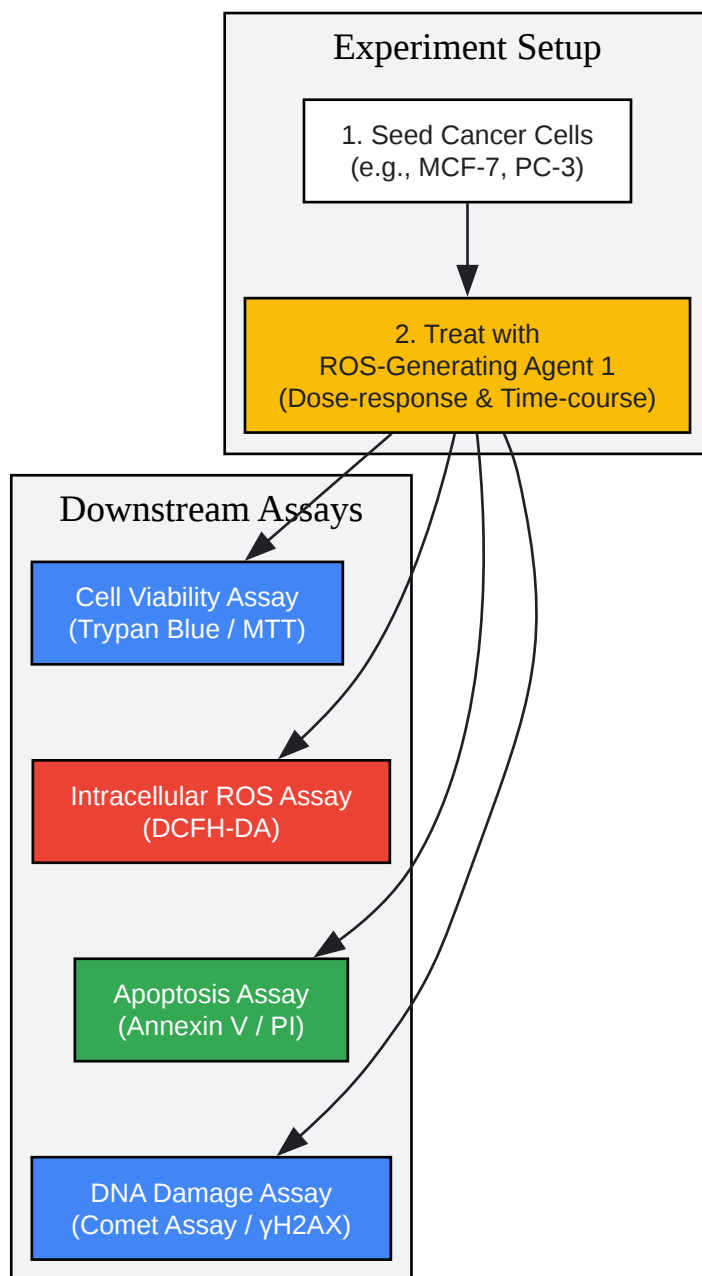 Experiment Setup
1. Seed Cancer Cells
(e.g., MCF-7, PC-3)
2. Treat with
ROS-Generating Agent 1
(Dose-response & Time-course)
Downstream Assays
Cell Viability Assay
(Trypan Blue / MTT)
Intracellular ROS Assay
(DCFH-DA)
Apoptosis Assay
(Annexin V / PI)
DNA Damage Assay
(Comet Assay / γH2AX)